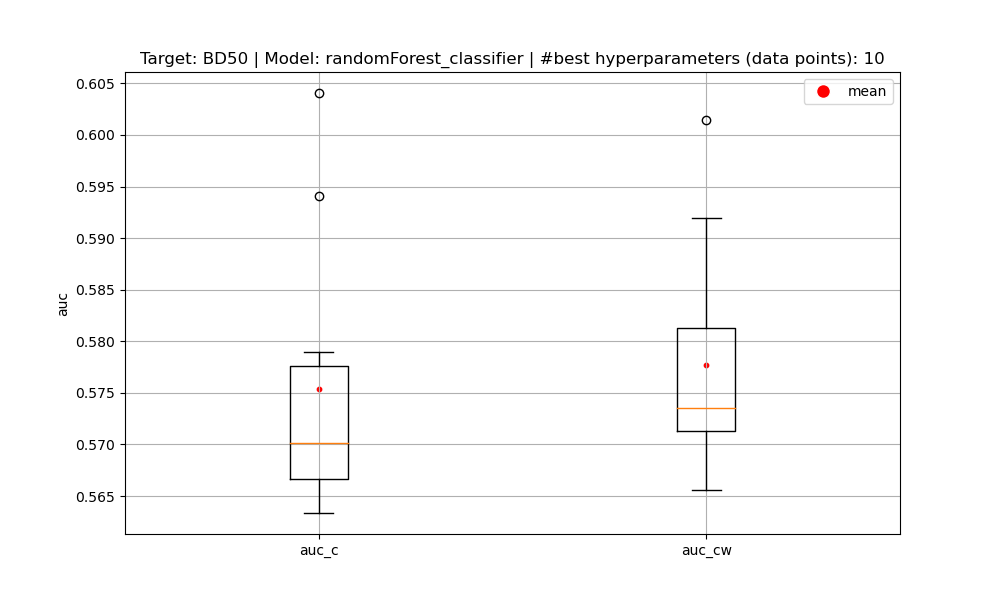 Target: BD50 | Model: randomForest_classifier | #best hyperparameters (data points): 10
mean
0.605
0.600
0.595
0.590
0.585
0.580
0.575
0.570
0.565
auc
auc_c
auc_cw